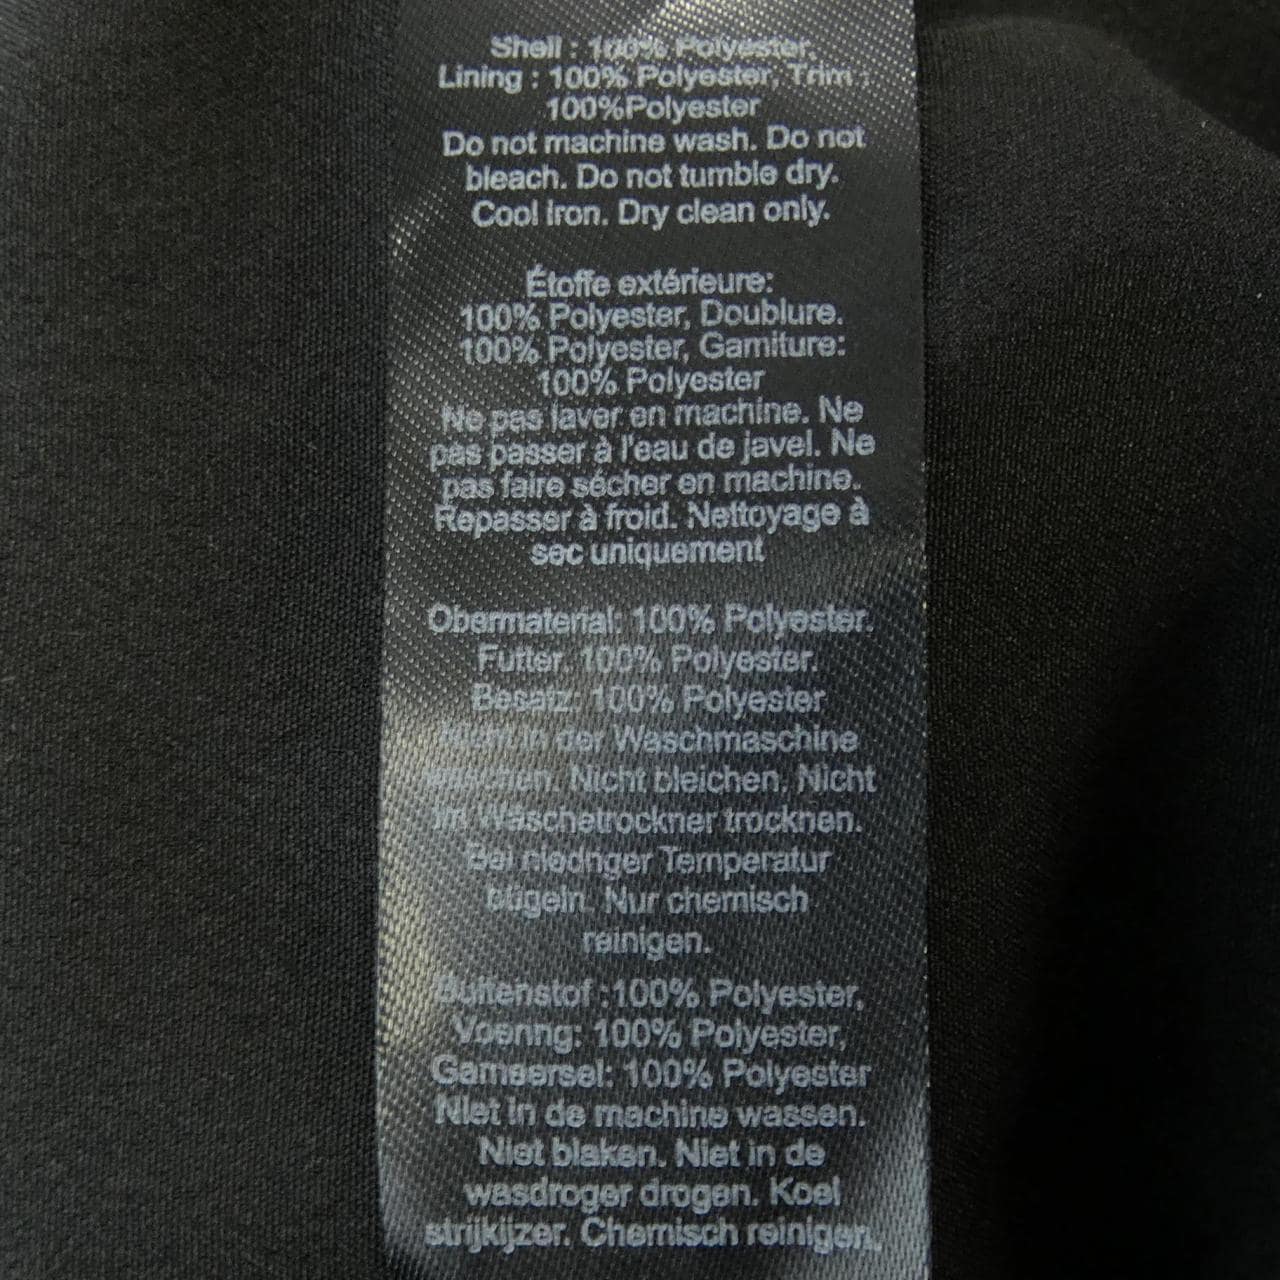 Shell : 100% Polyester,
Lining : 100% Polyester, Trim :
100%Polyester
Do not machine wash. Do not
bleach. Do not tumble dry.
Cool Iron. Dry clean only.
Étoffe extérieure:
100% Polyester, Doublure.
100% Polyester, Garniture:
100% Polyester
Ne pas laver en machine. Ne
pas passer à l'eau de javel. Ne
pas faire sécher en machine.
Repasser à froid. Nettoyage à
sec uniquement
Obermaterial: 100% Polyester.
Futter. 100% Polyester.
Besatz: 100% Polyester
Nicht in der Waschmaschine
waschen. Nicht bleichen. Nicht
im Wäschetrockner trocknen.
Bei niedriger Temperatur
bügeln. Nur chemisch
reinigen.
Buitenstof :100% Polyester,
Voering: 100% Polyester,
Garneersel: 100% Polyester
Niet in de machine wassen.
Niet bleken. Niet in de
wasdroger drogen. Koel
strijkijzer. Chemisch reinigen.